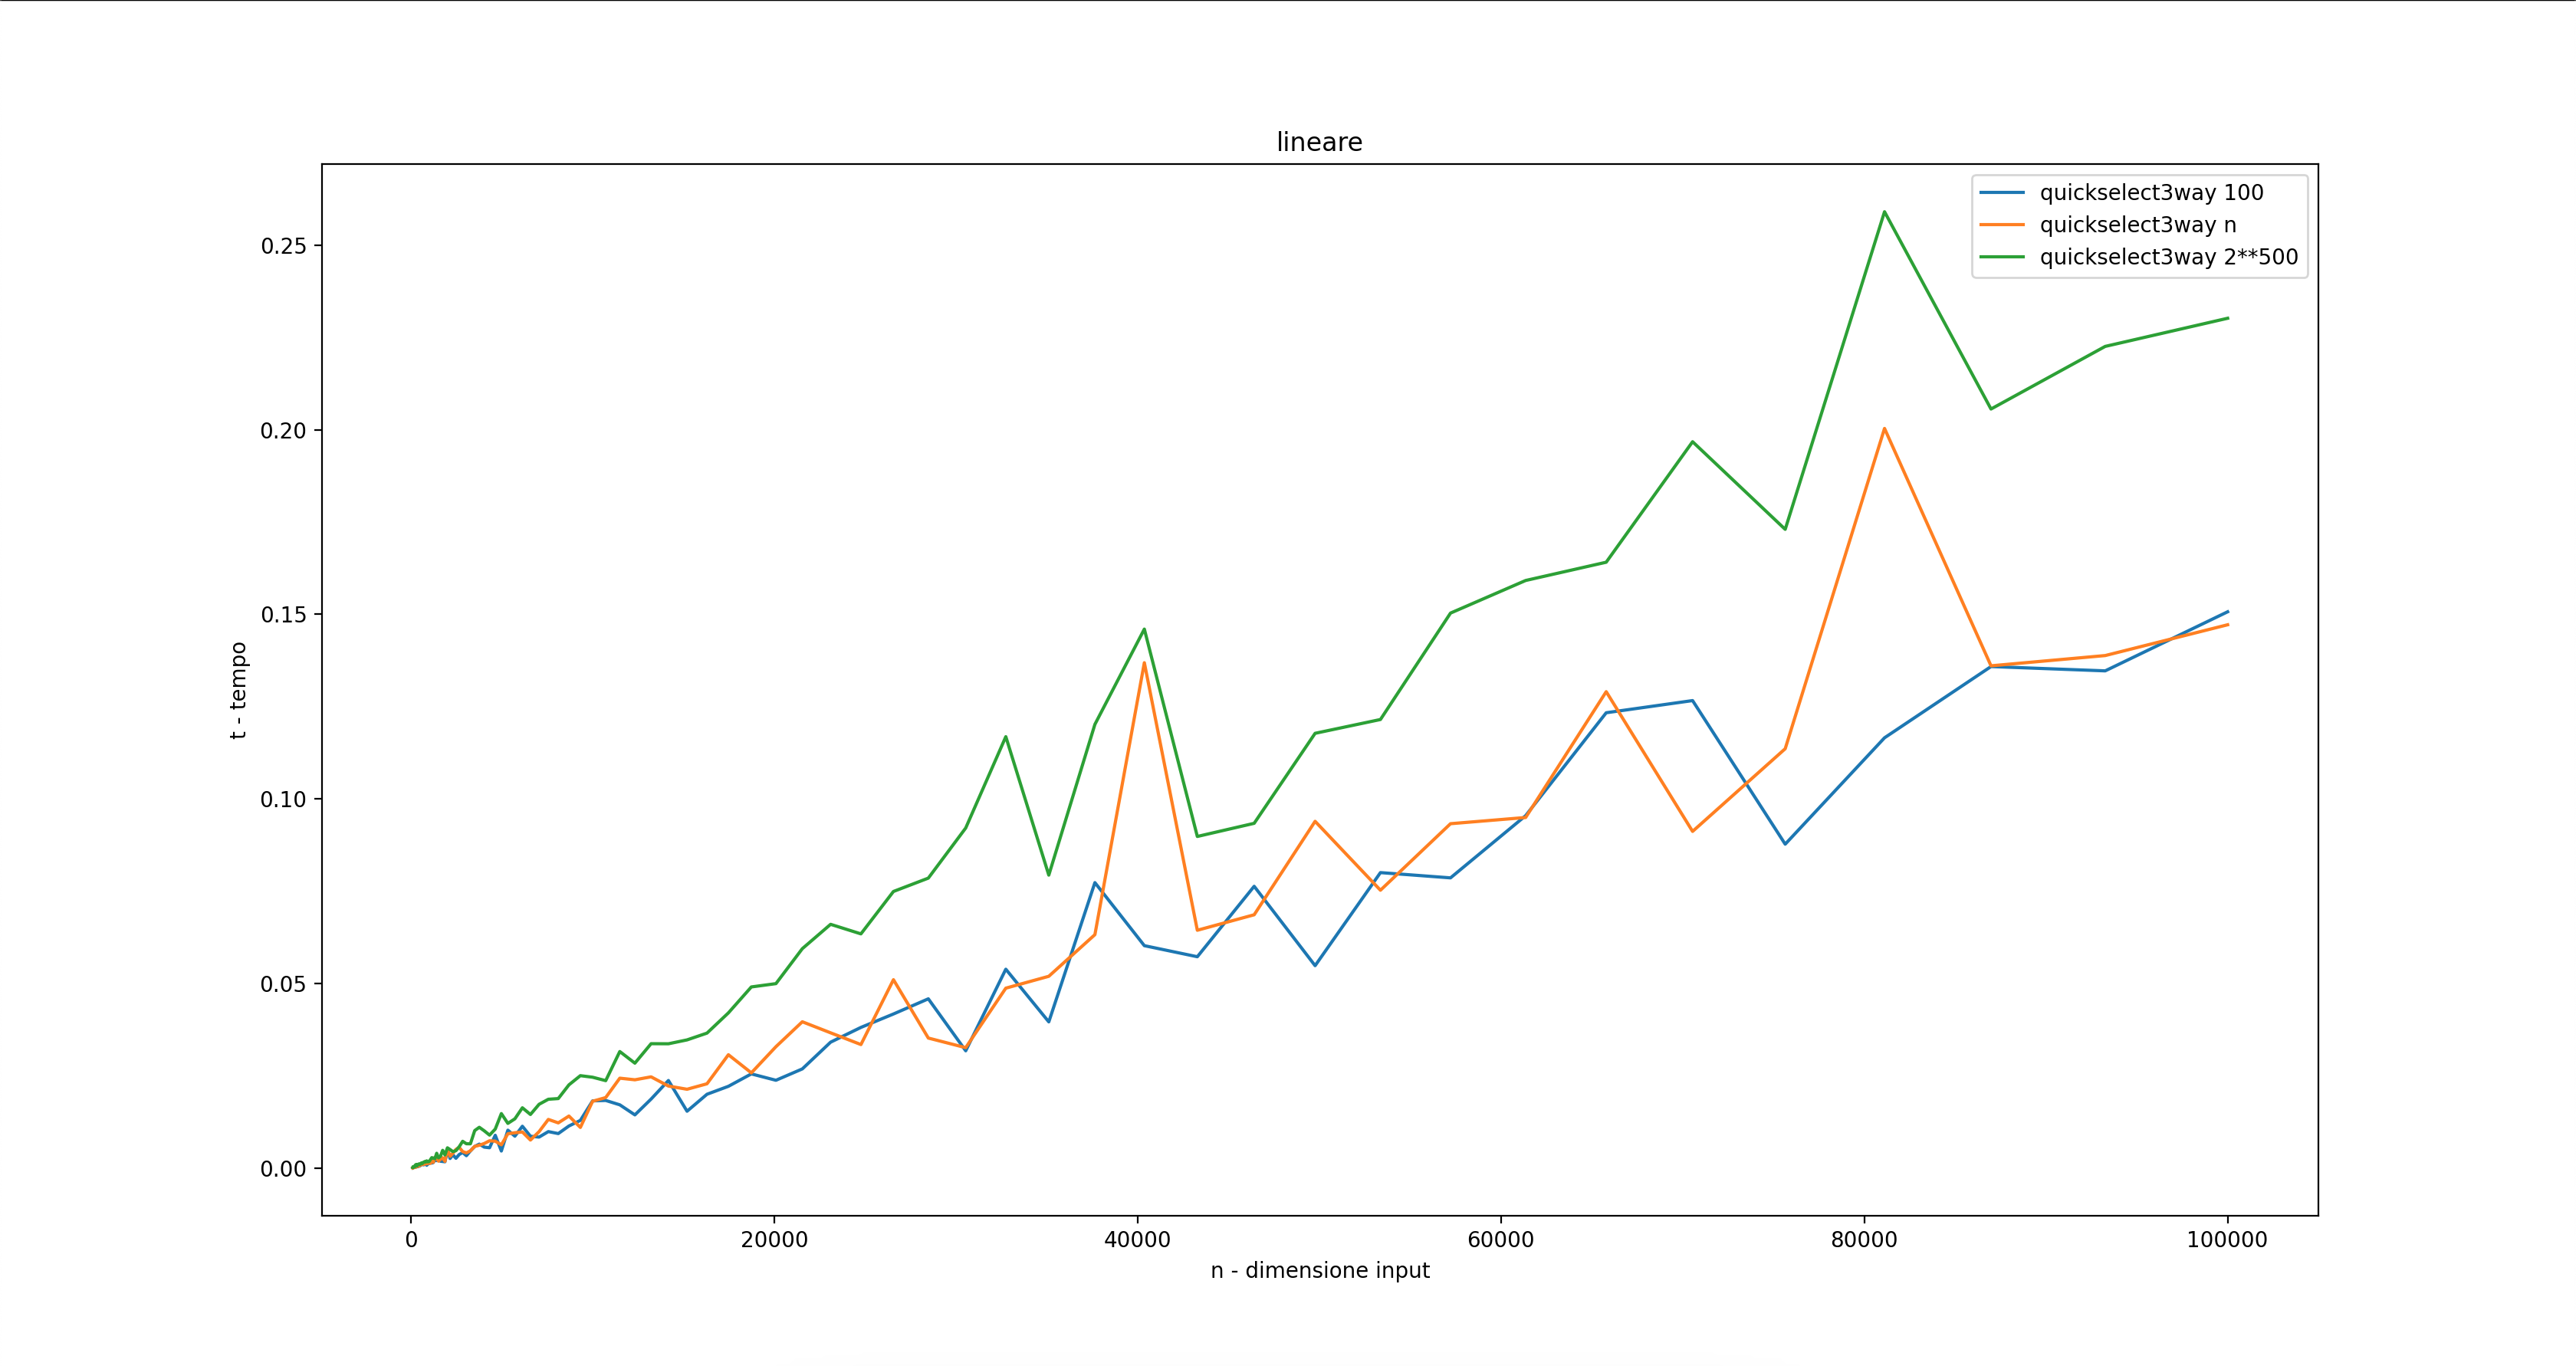 lineare
quickselect3way 100
quickselect3way n
quickselect3way 2**500
0.25
0.20
0.15
0.10
0.05
0.00
t - tempo
0 20000 40000 60000 80000 100000
n - dimensione input